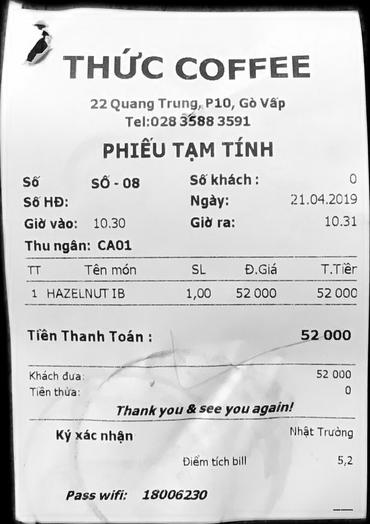 THỨC COFFEE
22 Quang Trung, P10, Gò Vấp
Tel:028 3588 3591
PHIẾU TẠM TÍNH
Số SỐ - 08 Số khách : 0
Số HĐ: Ngày: 21.04.2019
Giờ vào: 10.30 Giờ ra: 10.31
Thu ngân: CA01
TT Tên món SL Đ.Giá T.Tiền
1 HAZELNUT IB 1,00 52 000 52 000
Tiền Thanh Toán : 52 000
Khách đưa: 52 000
Tiền thừa: 0
Thank you & see you again!
Ký xác nhận Nhật Trường
Điểm tích bill 5,2
Pass wifi: 18006230